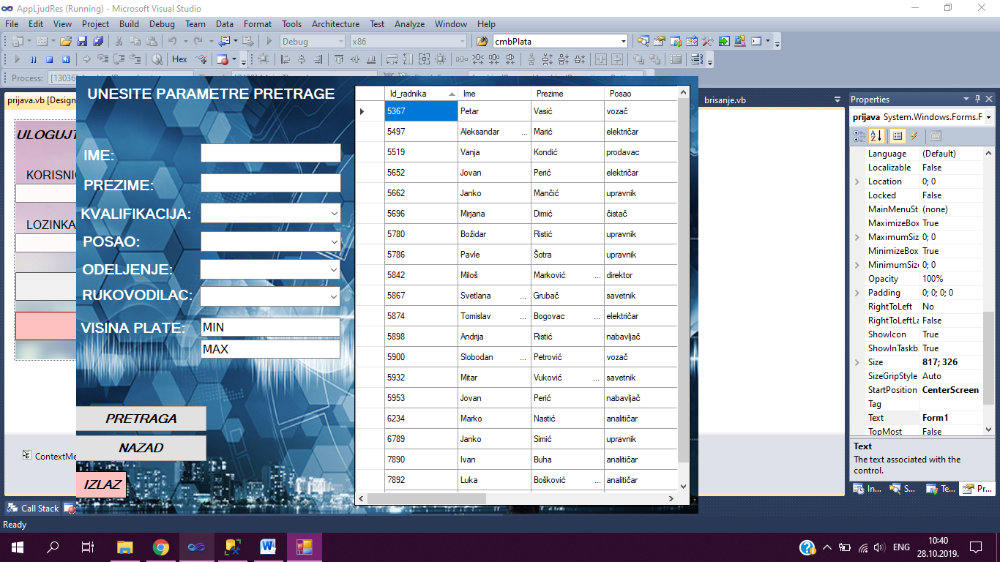 AppLjudRes (Running) - Microsoft Visual Studio
File Edit View Project Build Debug Team Data Format Tools Architecture Test Analyze Window Help
Debug x86 cmbPlata
Hex
Process: [13036]
prijava.vb [Design brisanje.vb
ULOGUJT
KORISNIC
LOZINKA
ContextMe
UNESITE PARAMETRE PRETRAGE
IME:
PREZIME:
KVALIFIKACIJA:
POSAO:
ODELJENJE:
RUKOVODILAC:
VISINA PLATE: MIN
MAX
PRETRAGA
NAZAD
IZLAZ
Id_radnika Ime Prezime Posao
5367 Petar Vasić vozač
5497 Aleksandar ... Marić električar
5519 Vanja Kondić prodavac
5652 Jovan Perić električar
5662 Janko Mančić upravnik
5696 Mirjana Dimić čistač
5780 Božidar Ristić upravnik
5786 Pavle Šotra upravnik
5842 Miloš Marković ... direktor
5867 Svetlana ... Grubač savetnik
5874 Tomislav ... Bogovac ... električar
5898 Andrija Ristić nabavljač
5900 Slobodan ... Petrović vozač
5932 Mitar Vuković ... savetnik
5953 Jovan Perić nabavljač
6234 Marko Nastić analitičar
6789 Janko Simić upravnik
7890 Ivan Buha analitičar
7892 Luka Bošković ... analitičar
Properties
prijava System.Windows.Forms.F
Language (Default)
Localizable False
Location 0; 0
Locked False
MainMenuSt (none)
MaximizeBox True
MaximumSiz 0; 0
MinimizeBox True
MinimumSize 0; 0
Opacity 100%
Padding 0; 0; 0; 0
RightToLeft No
RightToLeftLa False
ShowIcon True
ShowInTaskb True
Size 817; 326
SizeGripStyle Auto
StartPosition CenterScreen
Tag
Text Form1
TopMost False
Text
The text associated with the
control.
In... S... Te... Pr...
Call Stack
Ready
ENG 10:40
28.10.2019.